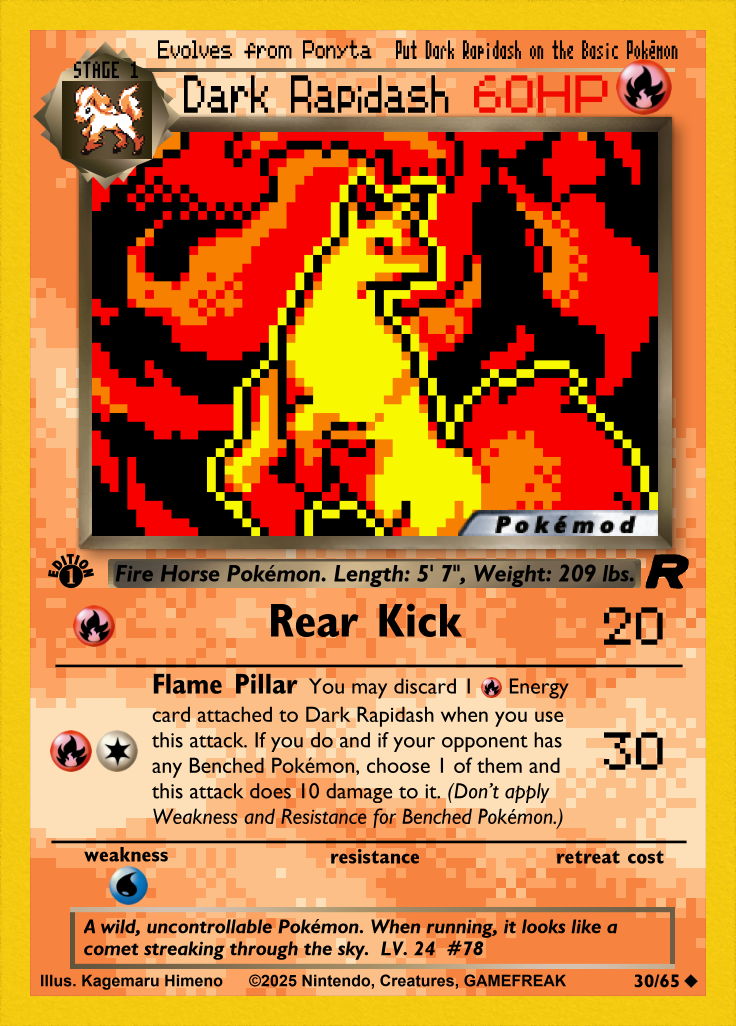 Evolves from Ponyta Put Dark Rapidash on the Basic Pokémon
STAGE 1
Dark Rapidash 60HP
Pokémod
EDITION 1
Fire Horse Pokémon. Length: 5' 7", Weight: 209 lbs.
R
Rear Kick 20
Flame Pillar You may discard 1 Energy
card attached to Dark Rapidash when you use
this attack. If you do and if your opponent has
any Benched Pokémon, choose 1 of them and
this attack does 10 damage to it. (Don't apply
Weakness and Resistance for Benched Pokémon.)
30
weakness resistance retreat cost
A wild, uncontrollable Pokémon. When running, it looks like a
comet streaking through the sky. LV. 24 #78
Illus. Kagemaru Himeno ©2025 Nintendo, Creatures, GAMEFREAK 30/65